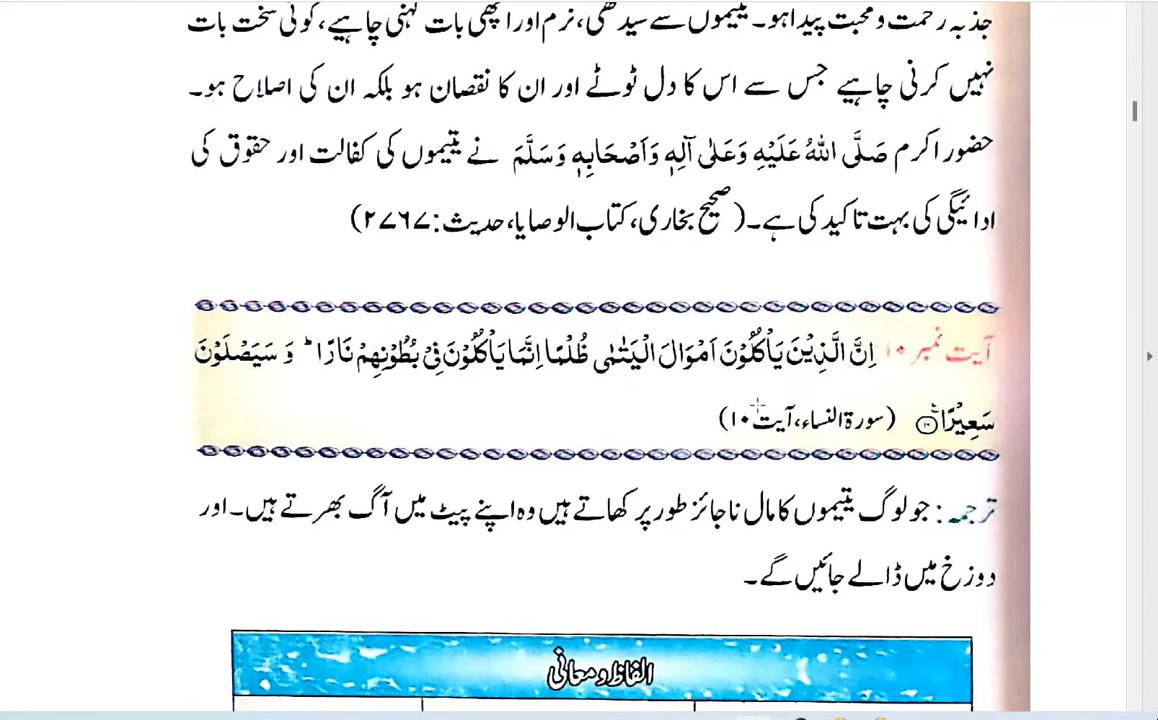 جذبہ رحمت و محبت پیدا ہو۔ یتیموں سے سیدھی، نرم اور اچھی بات کہنی چاہیے، کوئی سخت بات
نہیں کرنی چاہیے جس سے اس کا دل ٹوٹے اور ان کا نقصان ہو بلکہ ان کی اصلاح ہو۔
حضور اکرم صَلَّی اللّٰہُ عَلَیْہِ وَعَلٰی آلِہٖ وَاَصْحَابِہٖ وَسَلَّمَ نے یتیموں کی کفالت اور حقوق کی
ادائیگی کی بہت تاکید کی ہے۔ (صحیح بخاری، کتاب الوصایا، حدیث: ۲۷۶۷)
آیت نمبر ۱۰ اِنَّ الَّذِیْنَ یَاْكُلُوْنَ اَمْوَالَ الْیَتٰمٰى ظُلْمًا اِنَّمَا یَاْكُلُوْنَ فِیْ بُطُوْنِهِمْ نَارًاؕ وَ سَیَصْلَوْنَ
سَعِیْرًا۠ ۝۱۰ (سورۃ النساء، آیت ۱۰)
ترجمہ: جو لوگ یتیموں کا مال ناجائز طور پر کھاتے ہیں وہ اپنے پیٹ میں آگ بھرتے ہیں۔ اور
دوزخ میں ڈالے جائیں گے۔
الفاظ و معانی